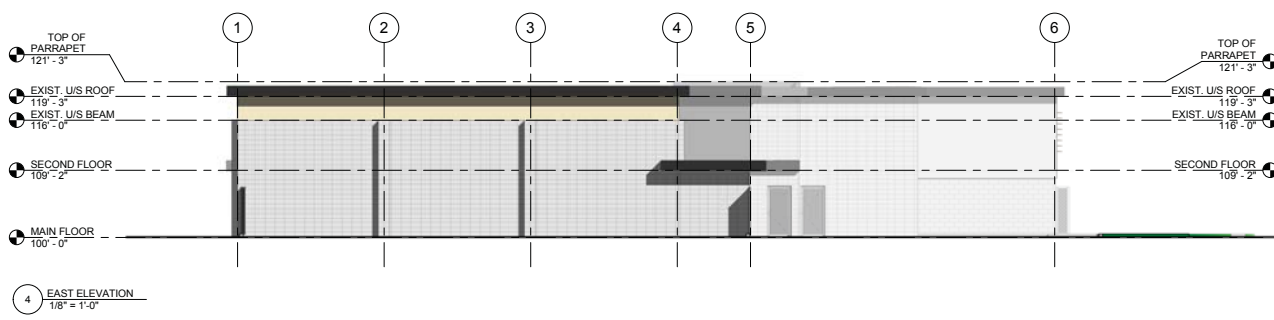 1 2 3 4 5 6
TOP OF
PARRAPET
121' - 3"
EXIST. U/S ROOF
119' - 3"
EXIST. U/S BEAM
116' - 0"
SECOND FLOOR
109' - 2"
MAIN FLOOR
100' - 0"
TOP OF
PARRAPET
121' - 3"
EXIST. U/S ROOF
119' - 3"
EXIST. U/S BEAM
116' - 0"
SECOND FLOOR
109' - 2"
4 EAST ELEVATION
1/8" = 1'-0"